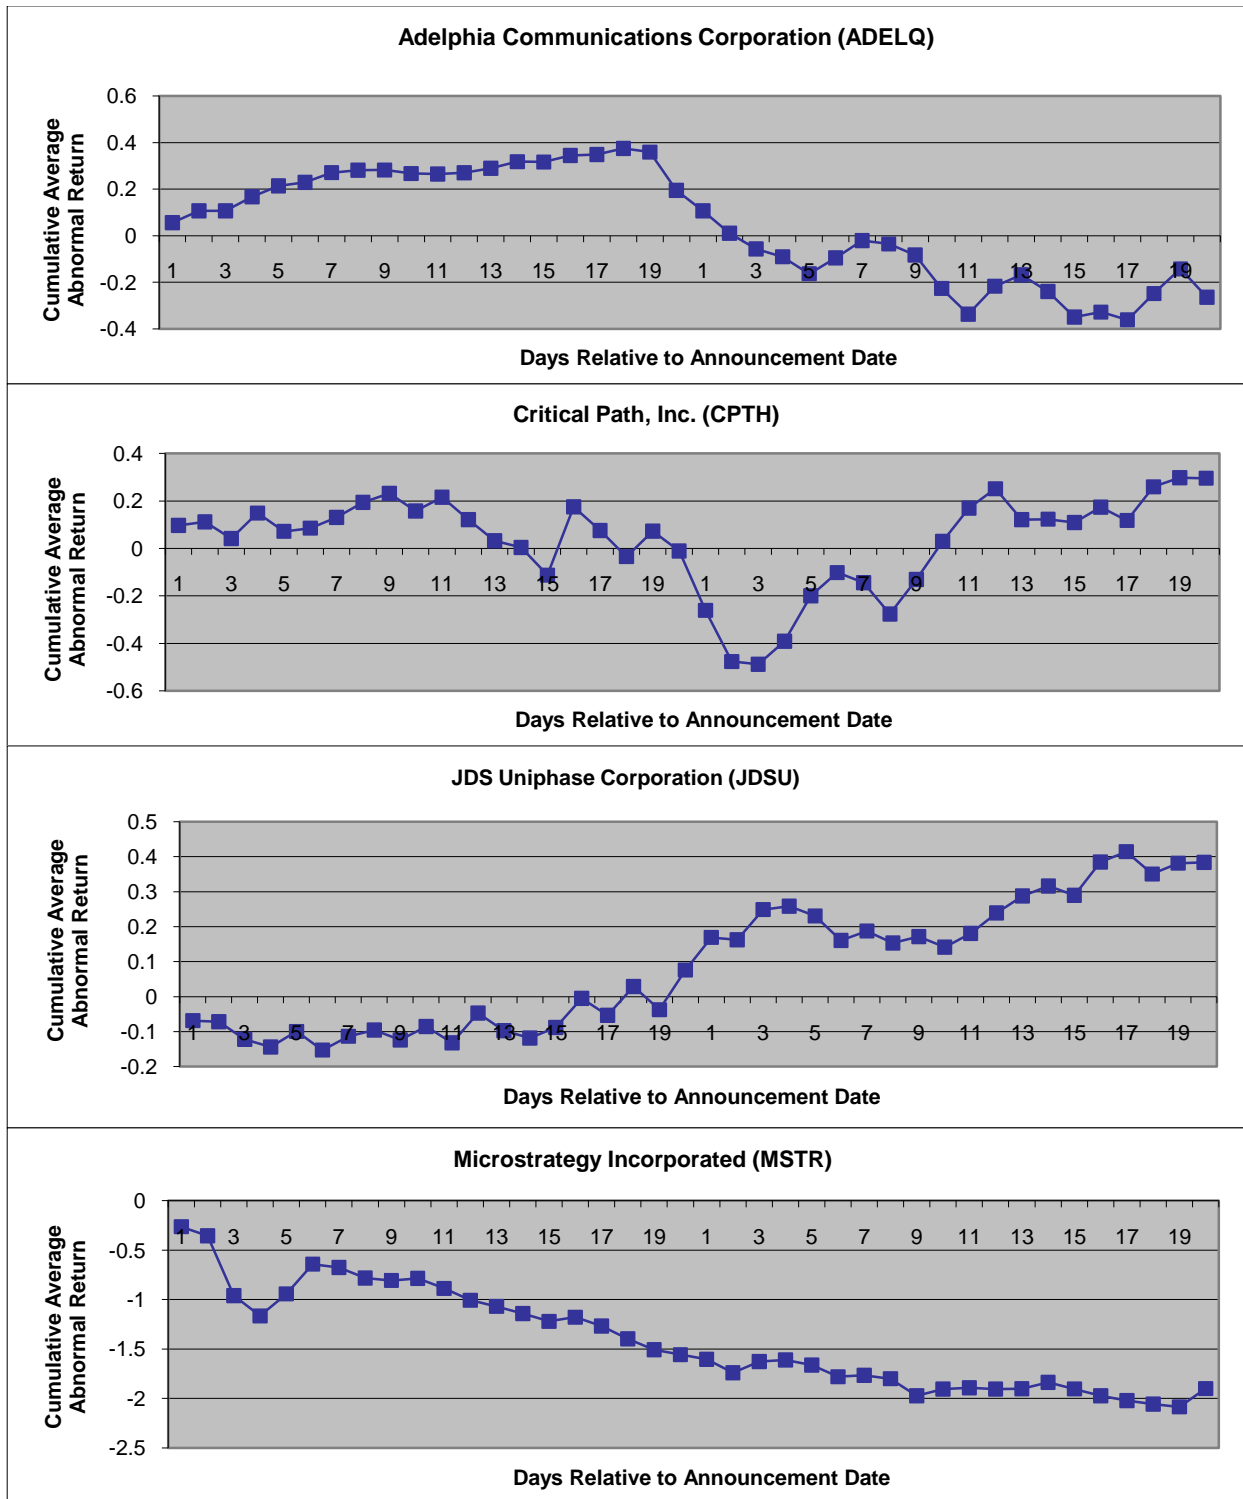 Adelphia Communications Corporation (ADELQ)
Cumulative Average
Abnormal Return
0.6
0.4
0.2
0
-0.2
-0.4
1 3 5 7 9 11 13 15 17 19 1 3 5 7 9 11 13 15 17 19
Days Relative to Announcement Date
Critical Path, Inc. (CPTH)
Cumulative Average
Abnormal Return
0.4
0.2
0
-0.2
-0.4
-0.6
1 3 5 7 9 11 13 15 17 19 1 3 5 7 9 11 13 15 17 19
Days Relative to Announcement Date
JDS Uniphase Corporation (JDSU)
Cumulative Average
Abnormal Return
0.5
0.4
0.3
0.2
0.1
0
-0.1
-0.2
1 3 5 7 9 11 13 15 17 19 1 3 5 7 9 11 13 15 17 19
Days Relative to Announcement Date
Microstrategy Incorporated (MSTR)
Cumulative Average
Abnormal Return
0
-0.5
-1
-1.5
-2
-2.5
1 3 5 7 9 11 13 15 17 19 1 3 5 7 9 11 13 15 17 19
Days Relative to Announcement Date